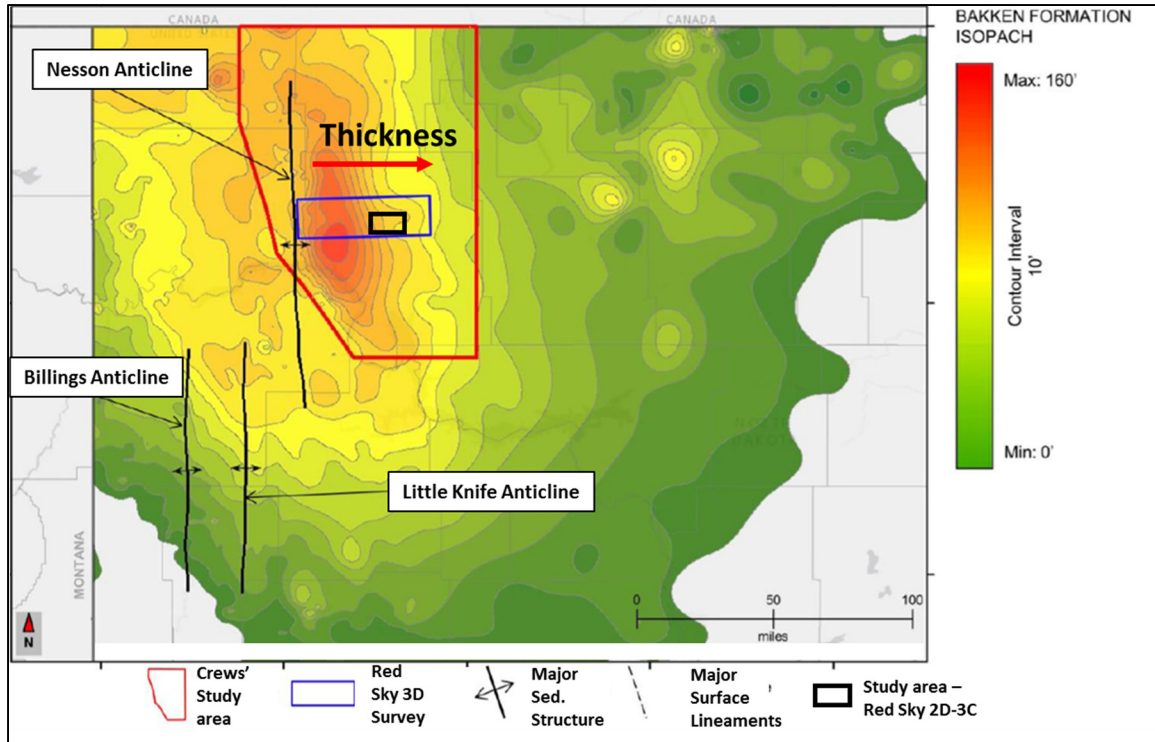 CANADA
CANADA
UNITED STATES
BAKKEN FORMATION
ISOPACH
Max: 160'
Contour Interval
10'
Min: 0'
Nesson Anticline
Thickness
Billings Anticline
Little Knife Anticline
MONTANA
N
0 50 100
miles
Crews'
Study
area
Red
Sky 3D
Survey
Major
Sed.
Structure
Major
Surface
Lineaments
Study area –
Red Sky 2D-3C